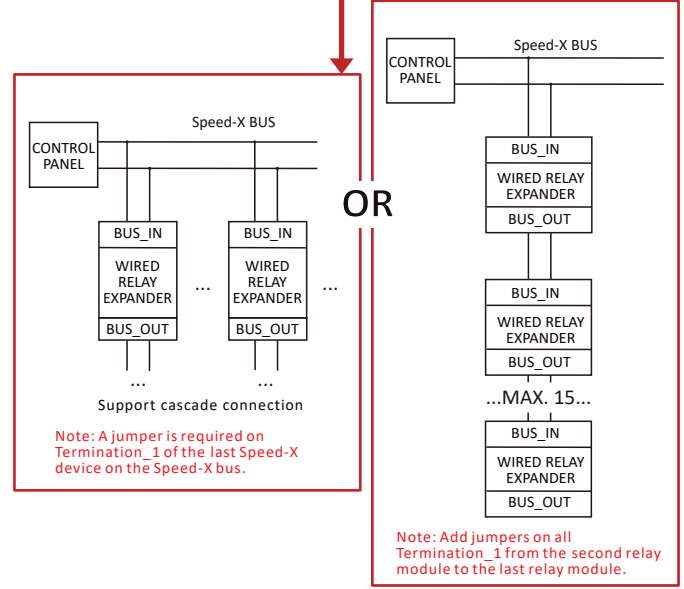 Speed-X BUS
CONTROL
PANEL
BUS_IN
WIRED
RELAY
EXPANDER
BUS_OUT
...
BUS_IN
WIRED
RELAY
EXPANDER
BUS_OUT
...
...
...
Support cascade connection
Note: A jumper is required on
Termination_1 of the last Speed-X
device on the Speed-X bus.
OR
Speed-X BUS
CONTROL
PANEL
BUS_IN
WIRED RELAY
EXPANDER
BUS_OUT
BUS_IN
WIRED RELAY
EXPANDER
BUS_OUT
...MAX. 15...
BUS_IN
WIRED RELAY
EXPANDER
BUS_OUT
Note: Add jumpers on all
Termination_1 from the second relay
module to the last relay module.